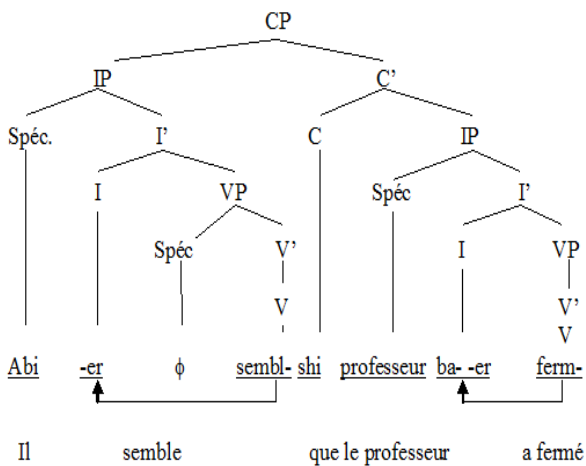 CP
IP C’
Spéc. I’ C IP
I VP Spéc I’
Spéc V’ I VP
V V’
V
Abi -er ϕ sembl- shi professeur ba- -er ferm-
Il semble que le professeur a fermé